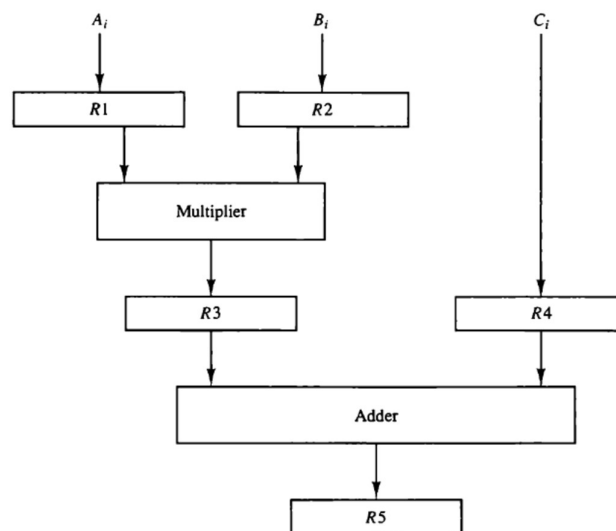 A_i B_i C_i
R1 R2
Multiplier
R3 R4
Adder
R5